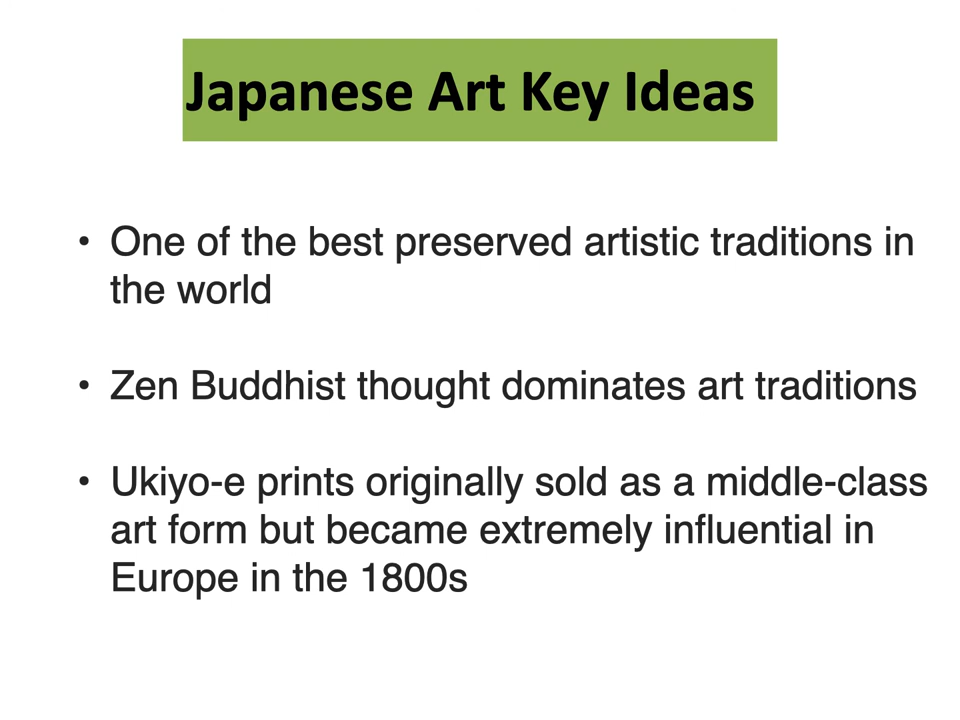 Japanese Art Key Ideas
• One of the best preserved artistic traditions in
the world
• Zen Buddhist thought dominates art traditions
• Ukiyo-e prints originally sold as a middle-class
art form but became extremely influential in
Europe in the 1800s